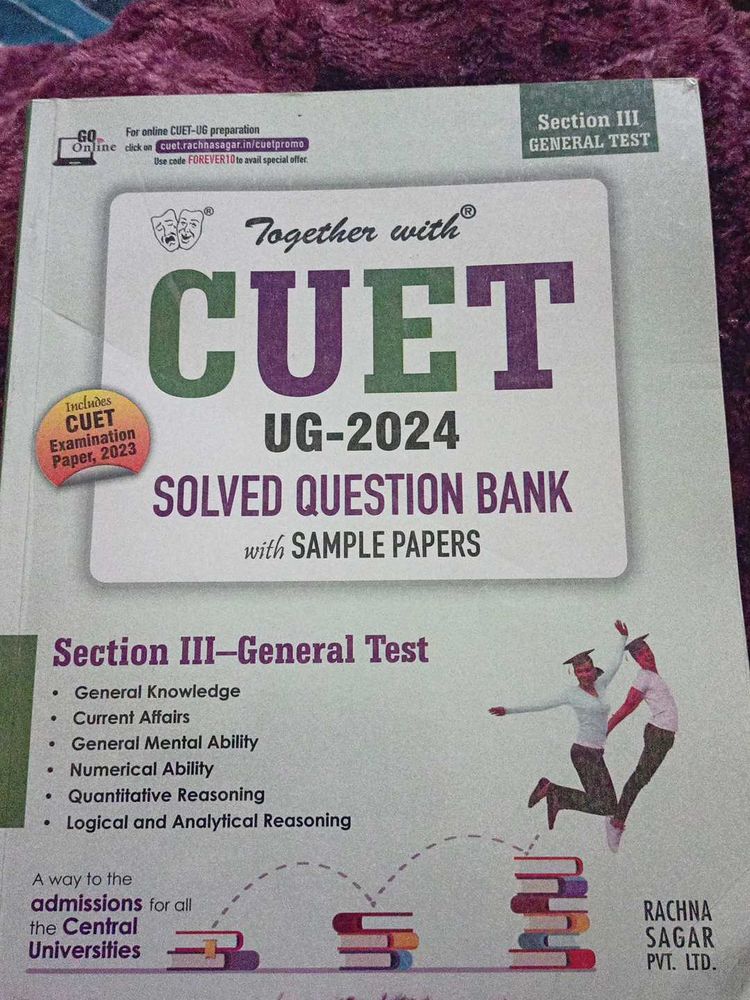 GO
Online
For online CUET-UG preparation
click on cuet.rachnasagar.in/cuetpromo
Use code FOREVER10 to avail special offer.
Section III
GENERAL TEST
Together with®
CUET
UG-2024
SOLVED QUESTION BANK
with SAMPLE PAPERS
Includes
CUET
Examination
Paper, 2023
Section III–General Test
• General Knowledge
• Current Affairs
• General Mental Ability
• Numerical Ability
• Quantitative Reasoning
• Logical and Analytical Reasoning
A way to the
admissions for all
the Central
Universities
RACHNA
SAGAR
PVT. LTD.